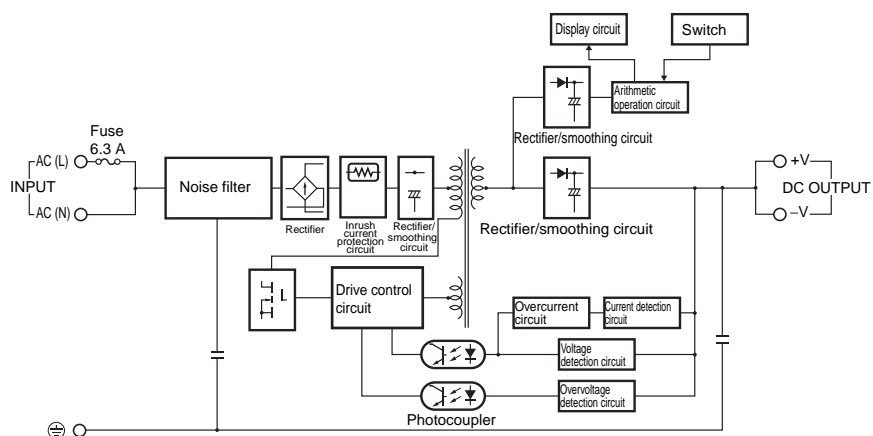 Display circuit
Switch
Arithmetic
operation circuit
Rectifier/smoothing circuit
Fuse
6.3 A
AC (L)
INPUT
AC (N)
Noise filter
Rectifier
Inrush
current
protection
circuit
Rectifier/
smoothing
circuit
Rectifier/smoothing circuit
+V
DC OUTPUT
−V
Drive control
circuit
Overcurrent
circuit
Current detection
circuit
Voltage
detection circuit
Overvoltage
detection circuit
Photocoupler